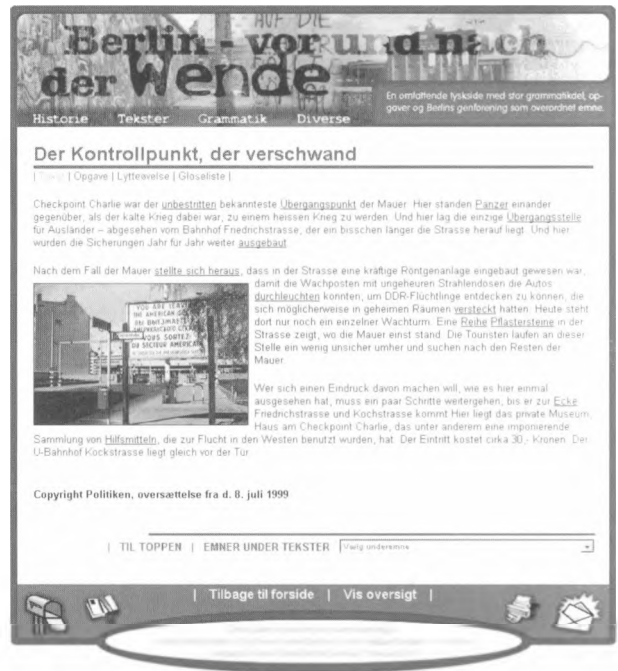 AUF DIE
Berlin - vor und nach
der Wende
En omfattende tyskside med stor grammatikdel, op-
gaver og Berlins genforening som overordnet emne.
Historie Tekster Grammatik Diverse
Der Kontrollpunkt, der verschwand
| Opgave | Lytteøvelse | Gloseliste |
Checkpoint Charlie war der unbestritten bekannteste Übergangspunkt der Mauer. Hier standen Panzer einander
gegenüber, als der kalte Krieg dabei war, zu einem heissen Krieg zu werden. Und hier lag die einzige Übergangsstelle
für Ausländer – abgesehen vom Bahnhof Friedrichstrasse, der ein bisschen länger die Strasse herauf liegt. Und hier
wurden die Sicherungen Jahr für Jahr weiter ausgebaut.
Nach dem Fall der Mauer stellte sich heraus, dass in der Strasse eine kräftige Röntgenanlage eingebaut gewesen war,
damit die Wachposten mit ungeheuren Strahlendosen die Autos
durchleuchten konnten, um DDR-Flüchtlinge entdecken zu können, die
sich möglicherweise in geheimen Räumen versteckt hatten. Heute steht
dort nur noch ein einzelner Wachturm. Eine Reihe Pflastersteine in der
Strasse zeigt, wo die Mauer einst stand. Die Touristen laufen an dieser
Stelle ein wenig unsicher umher und suchen nach den Resten der
Mauer.
YOU ARE LEAVING
THE AMERICAN
VOUS SORTEZ
DU SECTEUR AMERICAIN
Wer sich einen Eindruck davon machen will, wie es hier einmal
ausgesehen hat, muss ein paar Schritte weitergehen, bis er zur Ecke
Friedrichstrasse und Kochstrasse kommt. Hier liegt das private Museum,
Haus am Checkpoint Charlie, das unter anderem eine imponierende
Sammlung von Hilfsmitteln, die zur Flucht in den Westen benutzt wurden, hat. Der Eintritt kostet cirka 30,- Kronen. Der
U-Bahnhof Kockstrasse liegt gleich vor der Tür.
Copyright Politiken, oversættelse fra d. 8. juli 1999
| TIL TOPPEN | EMNER UNDER TEKSTER Vælg underemne
| Tilbage til forside | Vis oversigt |